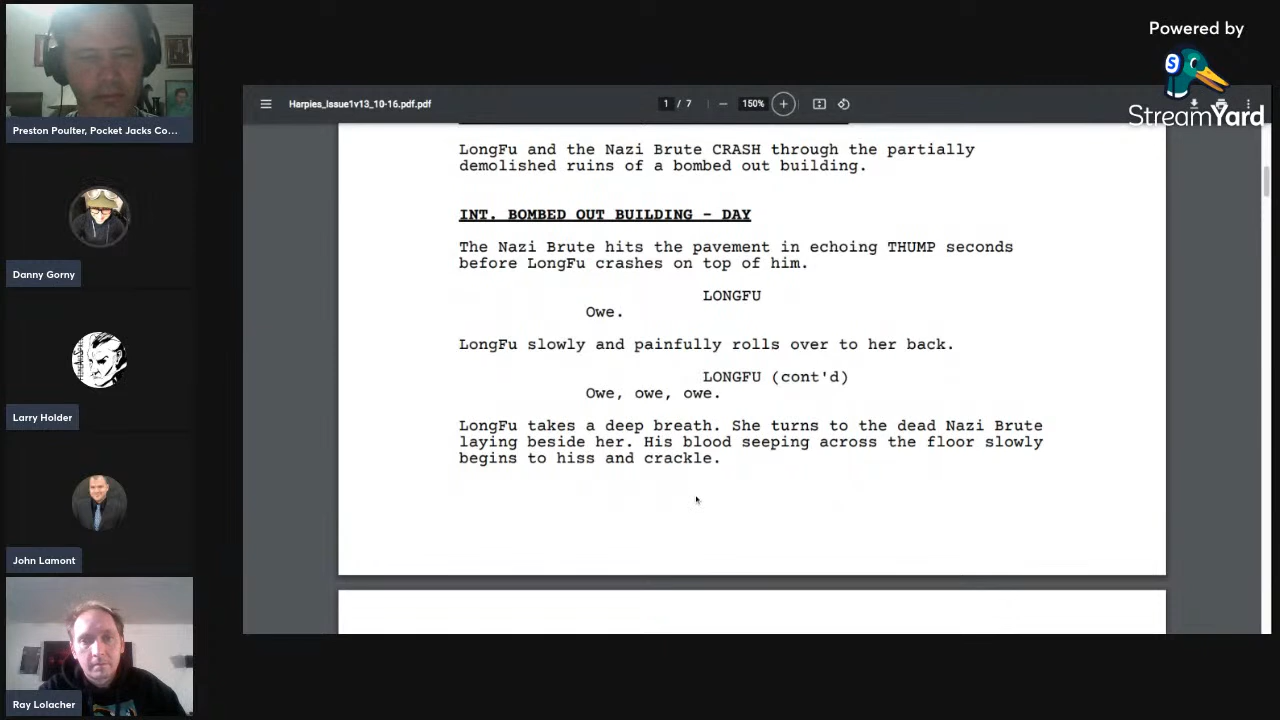 Powered by
S
StreamYard
Preston Poulter, Pocket Jacks Co...
Danny Gorny
Larry Holder
John Lamont
Ray Lolacher
Harpies_Issue1v13_10-16.pdf.pdf
1 / 7
150%
LongFu and the Nazi Brute CRASH through the partially
demolished ruins of a bombed out building.
INT. BOMBED OUT BUILDING - DAY
The Nazi Brute hits the pavement in echoing THUMP seconds
before LongFu crashes on top of him.
LONGFU
Owe.
LongFu slowly and painfully rolls over to her back.
LONGFU (cont'd)
Owe, owe, owe.
LongFu takes a deep breath. She turns to the dead Nazi Brute
laying beside her. His blood seeping across the floor slowly
begins to hiss and crackle.